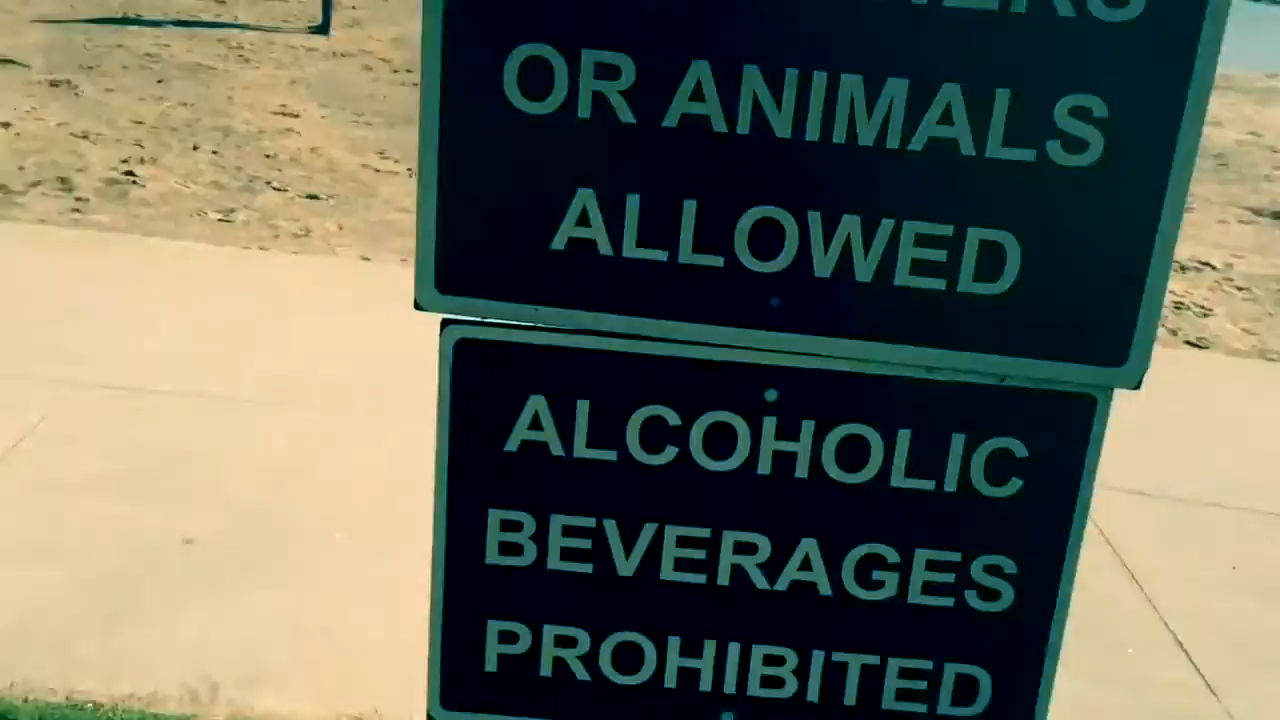 OR ANIMALS
ALLOWED
ALCOHOLIC
BEVERAGES
PROHIBITED